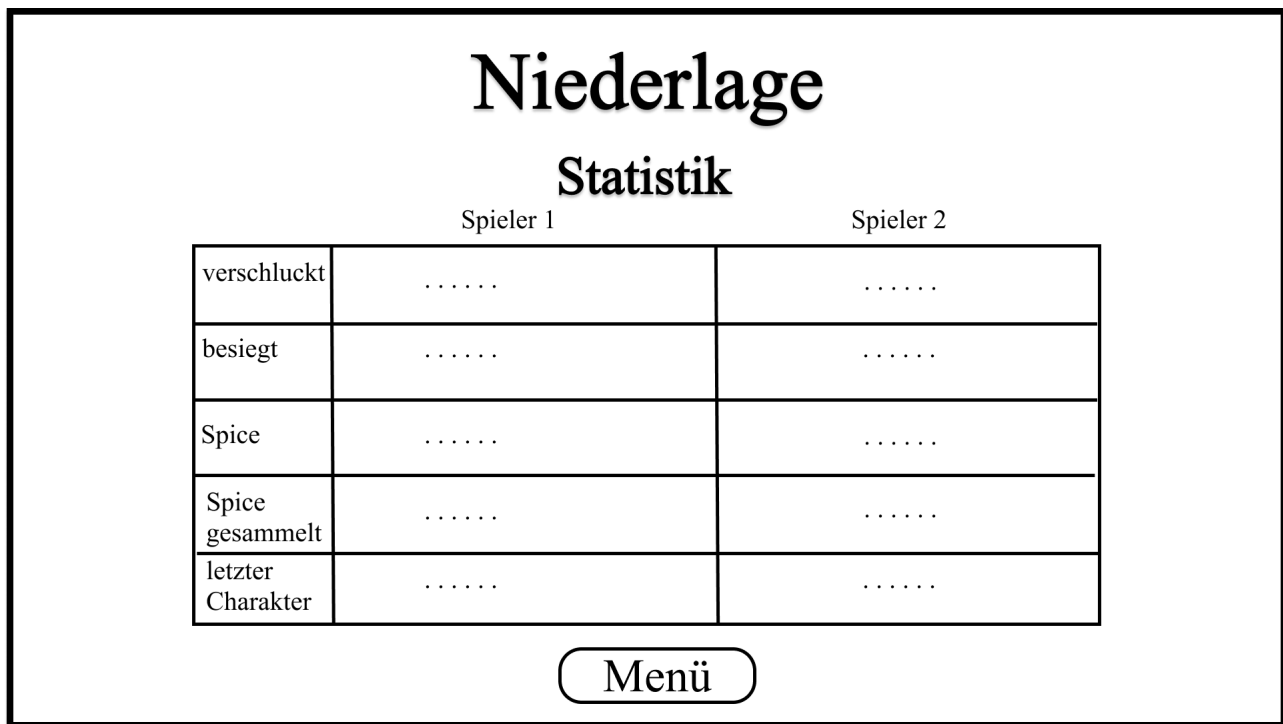 Niederlage
Statistik
Spieler 1 Spieler 2
verschluckt ...... ......
besiegt ...... ......
Spice ...... ......
Spice
gesammelt ...... ......
letzter
Charakter ...... ......
Menü